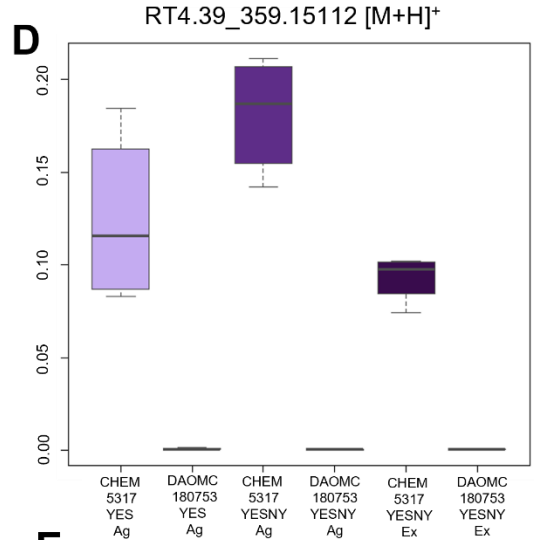 RT4.39_359.15112 [M+H]⁺
D
0.20
0.15
0.10
0.05
0.00
CHEM DAOMC CHEM DAOMC CHEM DAOMC
5317 180753 5317 180753 5317 180753
YES YES YESNY YESNY YESNY YESNY
Ag Ag Ag Ag Ex Ex